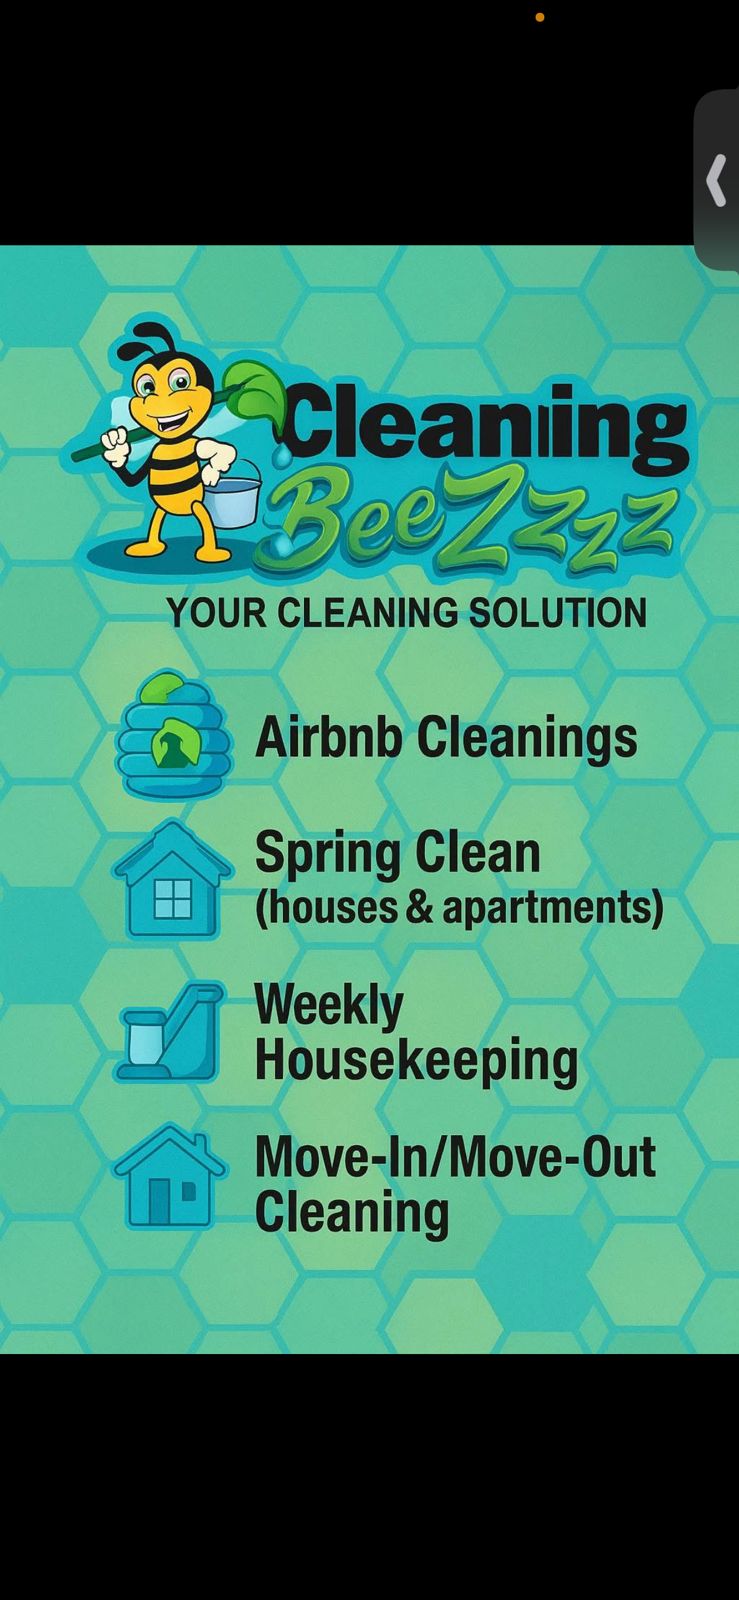 Cleaning
BeeZzzz
YOUR CLEANING SOLUTION
Airbnb Cleanings
Spring Clean
(houses & apartments)
Weekly
Housekeeping
Move-In/Move-Out
Cleaning